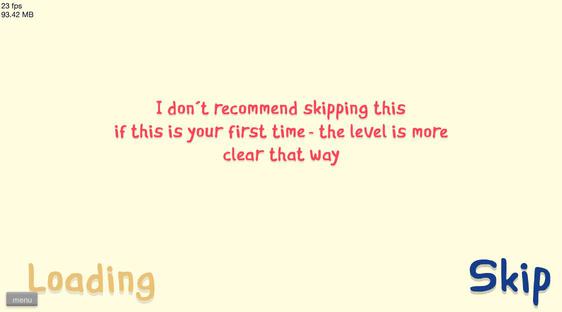 23 fps
93.42 MB
I don´t recommend skipping this
if this is your first time - the level is more
clear that way
Loading
Skip
menu